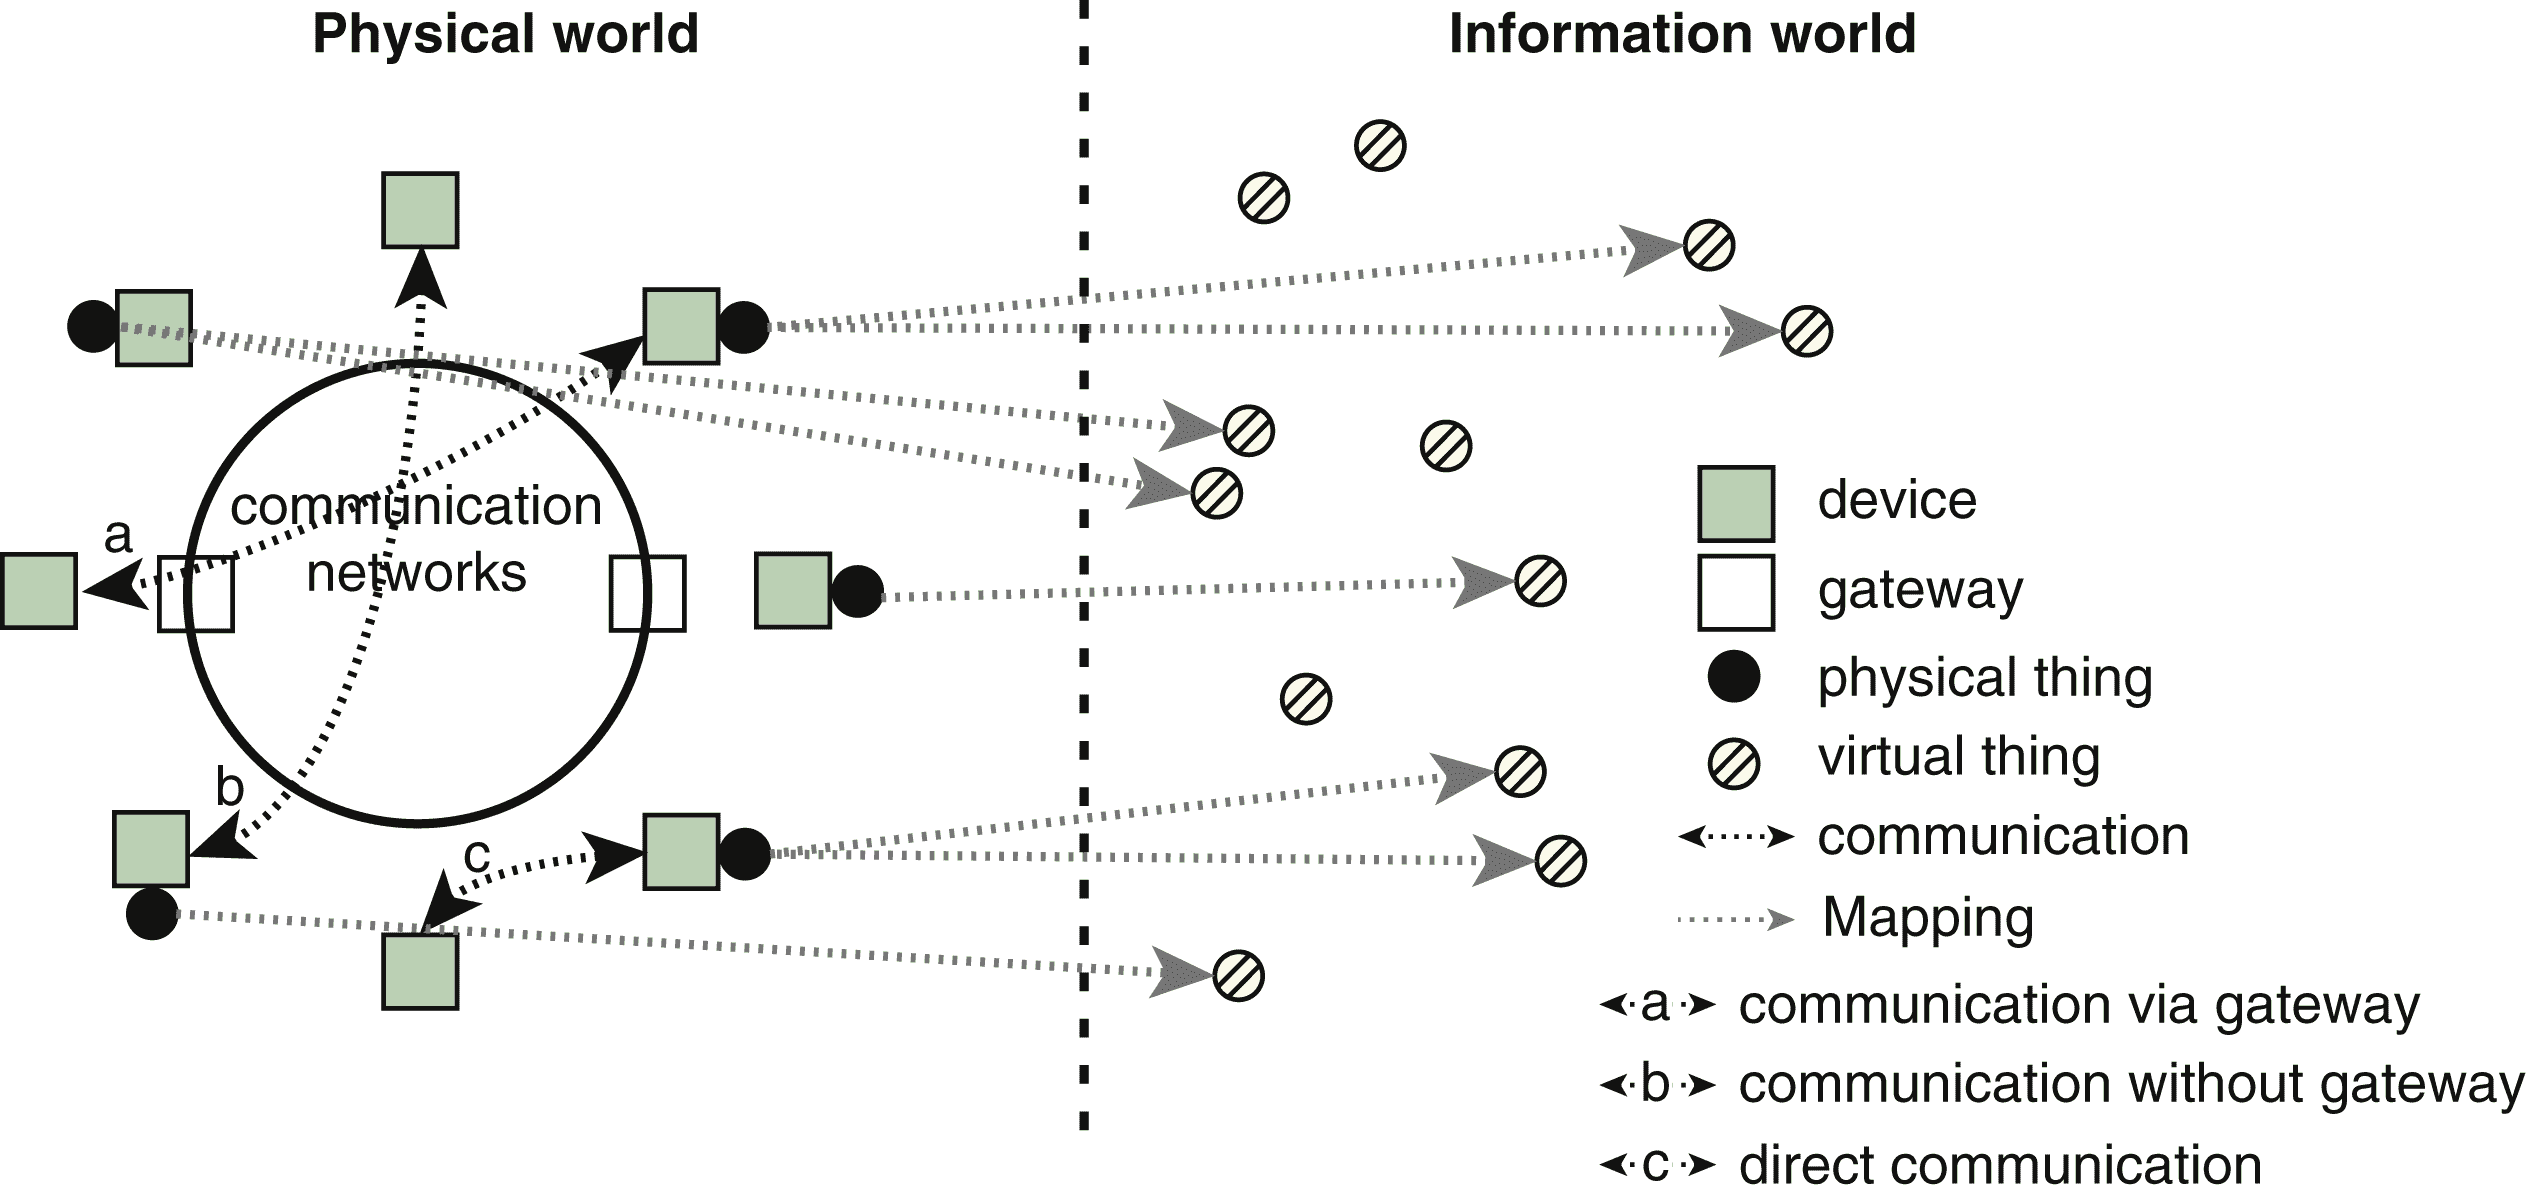 Physical world
Information world
communication
networks
a
b
c
device
gateway
physical thing
virtual thing
communication
Mapping
a communication via gateway
b communication without gateway
c direct communication